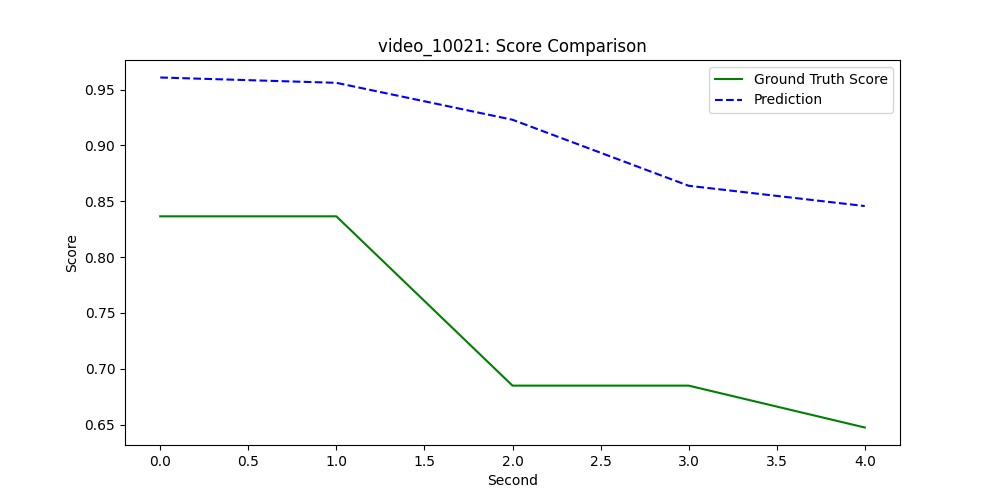 video_10021: Score Comparison
Ground Truth Score
Prediction
0.95
0.90
0.85
0.80
0.75
0.70
0.65
Score
0.0 0.5 1.0 1.5 2.0 2.5 3.0 3.5 4.0
Second